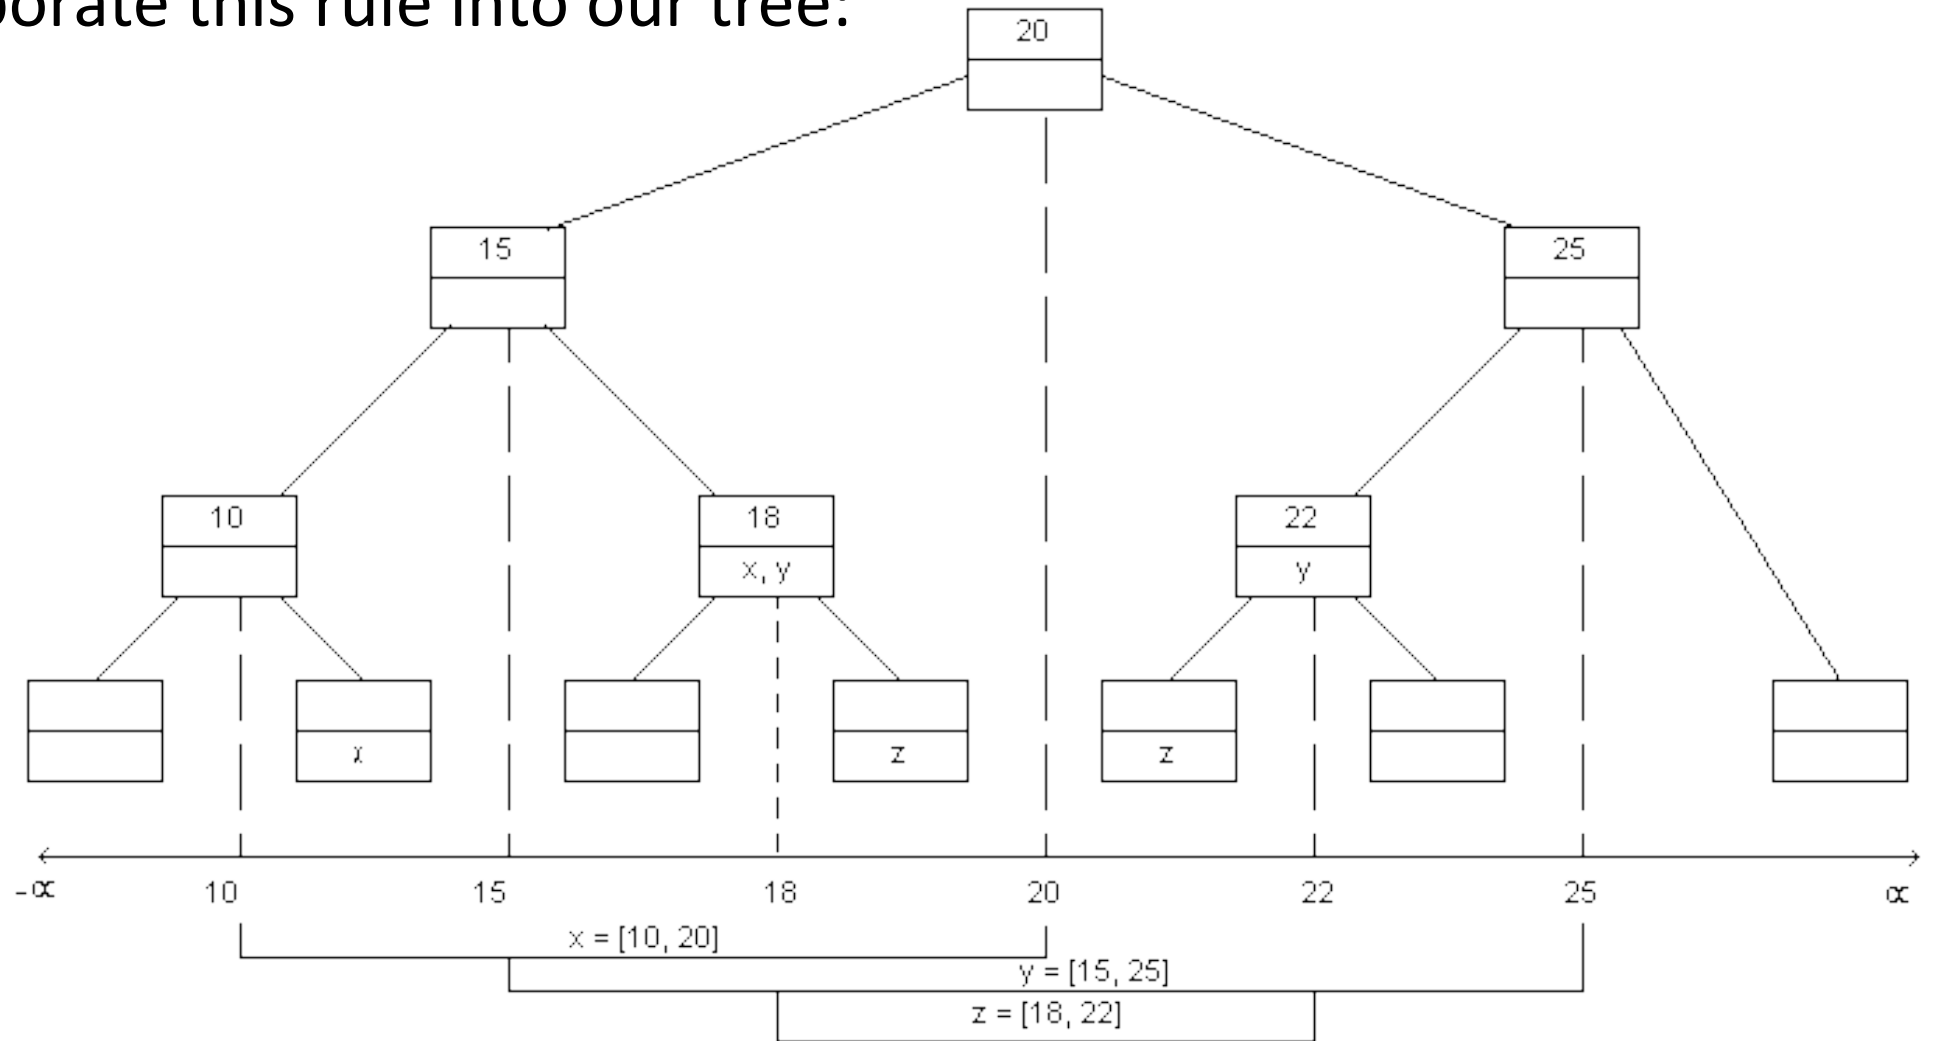 porate this rule into our tree:
20
15
25
10
18
22
x, y
y
x
z
z
-α 10 15 18 20 22 25 α
x = [10, 20]
y = [15, 25]
z = [18, 22]